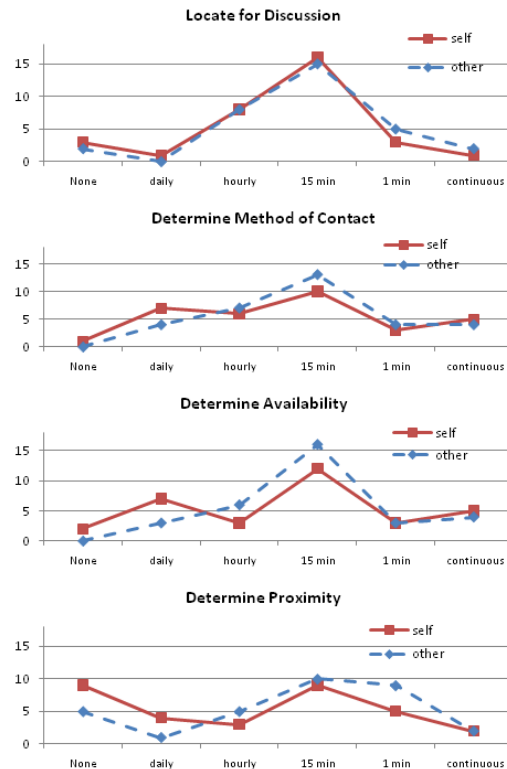 Locate for Discussion
self
other
15
10
5
0
None daily hourly 15 min 1 min continuous
Determine Method of Contact
self
other
15
10
5
0
None daily hourly 15 min 1 min continuous
Determine Availability
self
other
15
10
5
0
None daily hourly 15 min 1 min continuous
Determine Proximity
self
other
15
10
5
0
None daily hourly 15 min 1 min continuous